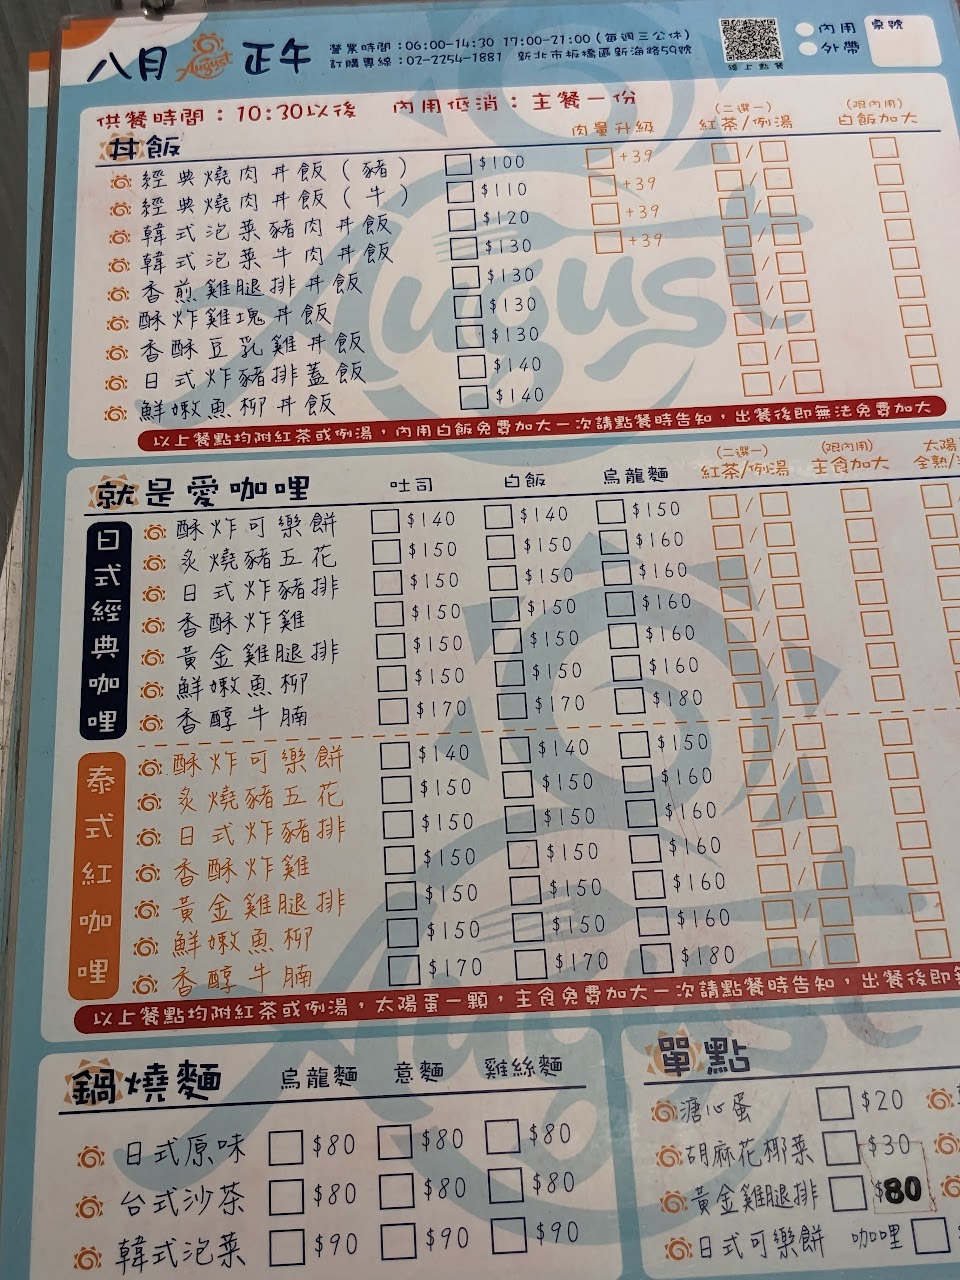 八月 August 正午
營業時間：06:00-14:30 17:00-21:00（每週三公休）
訂購專線：02-2254-1881 新北市板橋區新海路59號
線上點餐
內用
外帶
桌號
供餐時間：10:30以後 內用低消：主餐一份
丼飯 肉量升級 （二選一）紅茶/例湯 （限內用）白飯加大
經典燒肉丼飯（豬） $100 +39 /
經典燒肉丼飯（牛） $110 +39 /
韓式泡菜豬肉丼飯 $120 +39 /
韓式泡菜牛肉丼飯 $130 +39 /
香煎雞腿排丼飯 $130 /
酥炸雞塊丼飯 $130 /
香酥豆乳雞丼飯 $130 /
日式炸豬排蓋飯 $140 /
鮮嫩魚柳丼飯 $140 /
以上餐點均附紅茶或例湯，內用白飯免費加大一次請點餐時告知，出餐後即無法免費加大
就是愛咖哩 吐司 白飯 烏龍麵 （二選一）紅茶/例湯 （限內用）主食加大 太陽 全熟/
日式經典咖哩
酥炸可樂餅 $140 $140 $150 /
炙燒豬五花 $150 $150 $160 /
日式炸豬排 $150 $150 $160 /
香酥炸雞 $150 $150 $160 /
黃金雞腿排 $150 $150 $160 /
鮮嫩魚柳 $150 $150 $160 /
香醇牛腩 $170 $170 $180 /
泰式紅咖哩
酥炸可樂餅 $140 $140 $150 /
炙燒豬五花 $150 $150 $160 /
日式炸豬排 $150 $150 $160 /
香酥炸雞 $150 $150 $160 /
黃金雞腿排 $150 $150 $160 /
鮮嫩魚柳 $150 $150 $160 /
香醇牛腩 $170 $170 $180 /
以上餐點均附紅茶或例湯，太陽蛋一顆，主食免費加大一次請點餐時告知，出餐後即
鍋燒麵 烏龍麵 意麵 雞絲麵
日式原味 $80 $80 $80
台式沙茶 $80 $80 $80
韓式泡菜 $90 $90 $90
單點
溏心蛋 $20
胡麻花椰菜 $30
黃金雞腿排 $80
日式可樂餅 咖哩